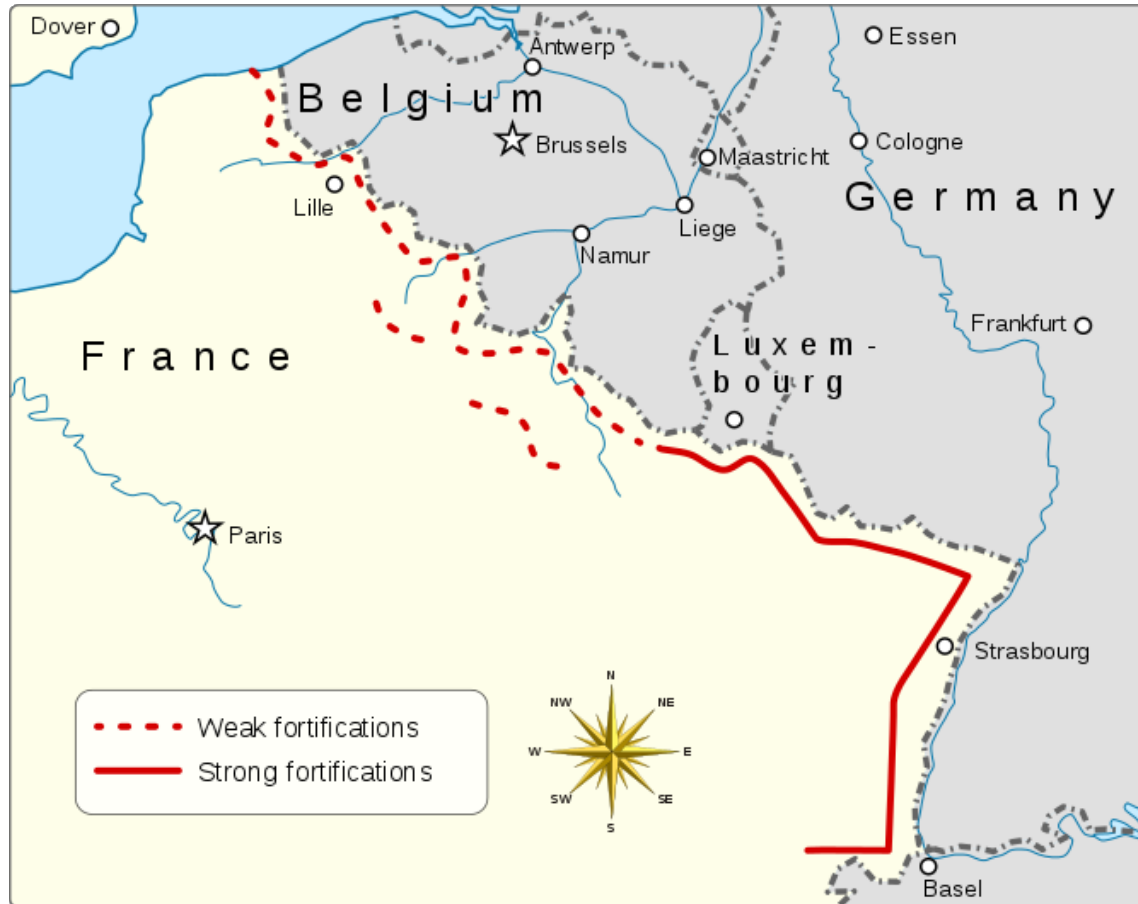 Dover
Essen
Antwerp
Belgium
Brussels
Maastricht
Cologne
Germany
Lille
Liege
Namur
Frankfurt
France
Luxem-
bourg
Paris
Strasbourg
N
NW
NE
W
E
SW
SE
S
Weak fortifications
Strong fortifications
Basel